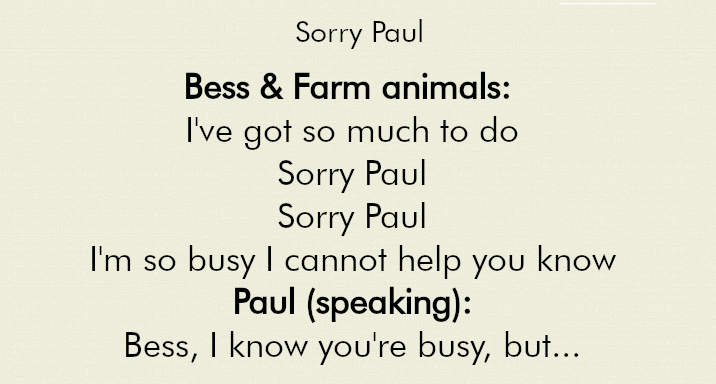 Sorry Paul
Bess & Farm animals:
I've got so much to do
Sorry Paul
Sorry Paul
I'm so busy I cannot help you know
Paul (speaking):
Bess, I know you're busy, but...